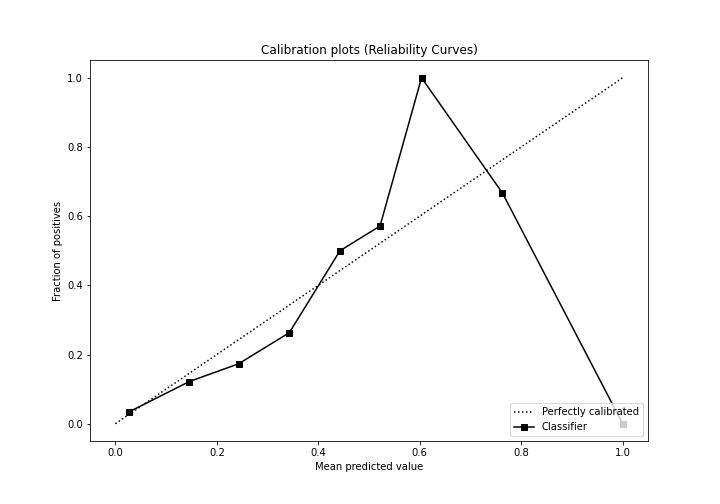 Calibration plots (Reliability Curves)
1.0
0.8
0.6
0.4
0.2
0.0
Fraction of positives
0.0 0.2 0.4 0.6 0.8 1.0
Mean predicted value
Perfectly calibrated
Classifier